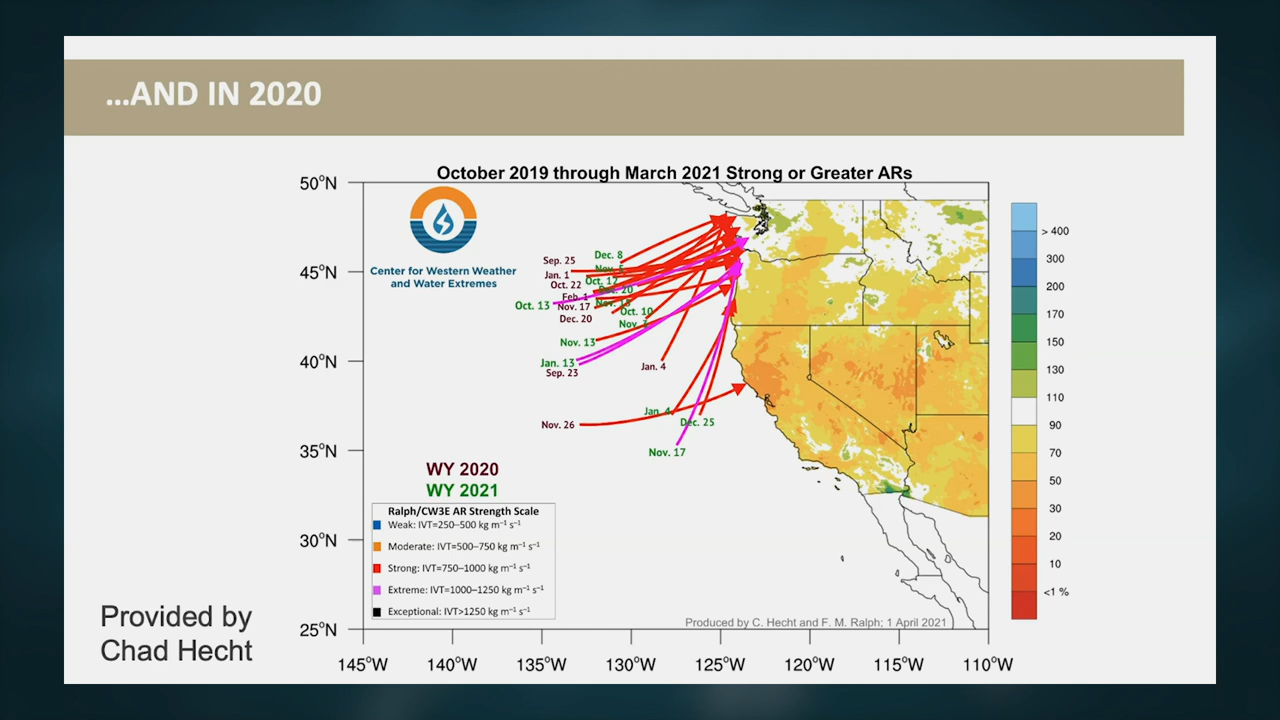 ...AND IN 2020
October 2019 through March 2021 Strong or Greater ARs
50°N
45°N
40°N
35°N
30°N
25°N
Center for Western Weather
and Water Extremes
Dec. 8
Sep. 25
Jan. 1
Oct. 17
Oct. 22
Feb. 1
Oct. 13
Nov. 17
Dec. 20
Oct. 10
Nov. 13
Jan. 13
Sep. 23
Jan. 4
Jan. 4
Dec. 25
Nov. 26
Nov. 17
WY 2020
WY 2021
Ralph/CW3E AR Strength Scale
Weak: IVT=250–500 kg m⁻¹ s⁻¹
Moderate: IVT=500–750 kg m⁻¹ s⁻¹
Strong: IVT=750–1000 kg m⁻¹ s⁻¹
Extreme: IVT=1000–1250 kg m⁻¹ s⁻¹
Exceptional: IVT>1250 kg m⁻¹ s⁻¹
Produced by C. Hecht and F. M. Ralph; 1 April 2021
145°W 140°W 135°W 130°W 125°W 120°W 115°W 110°W
> 400
300
200
170
150
130
110
90
70
50
30
20
10
<1 %
Provided by
Chad Hecht